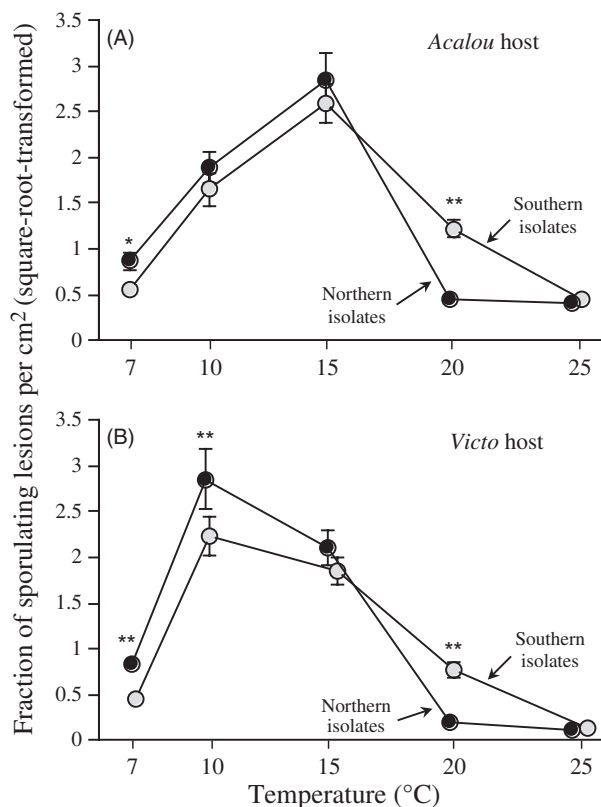 Fraction of sporulating lesions per cm² (square-root-transformed)
(A)
Acalou host
3.5
3
2.5
2
1.5
1
0.5
0
*
**
Southern
isolates
Northern
isolates
7
10
15
20
25
(B)
Victo host
3.5
3
2.5
2
1.5
1
0.5
0
**
**
**
Southern
isolates
Northern
isolates
7
10
15
20
25
Temperature (°C)